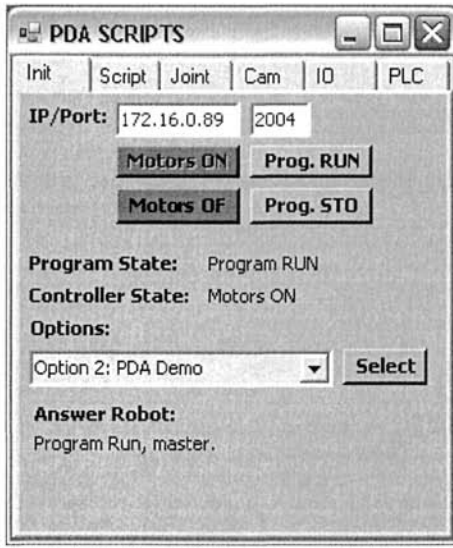 PDA SCRIPTS
Init Script Joint Cam IO PLC
IP/Port: 172.16.0.89 2004
Motors ON Prog. RUN
Motors OF Prog. STO
Program State: Program RUN
Controller State: Motors ON
Options:
Option 2: PDA Demo Select
Answer Robot:
Program Run, master.